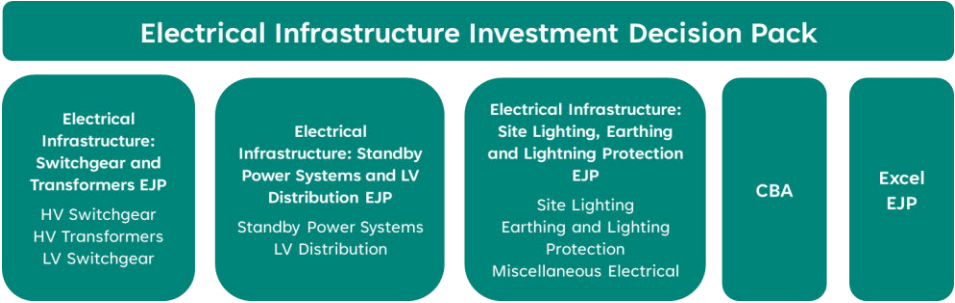 Electrical Infrastructure Investment Decision Pack
Electrical
Infrastructure:
Switchgear and
Transformers EJP
HV Switchgear
HV Transformers
LV Switchgear
Electrical
Infrastructure: Standby
Power Systems and LV
Distribution EJP
Standby Power Systems
LV Distribution
Electrical Infrastructure:
Site Lighting, Earthing
and Lightning Protection
EJP
Site Lighting
Earthing and Lighting
Protection
Miscellaneous Electrical
CBA
Excel
EJP